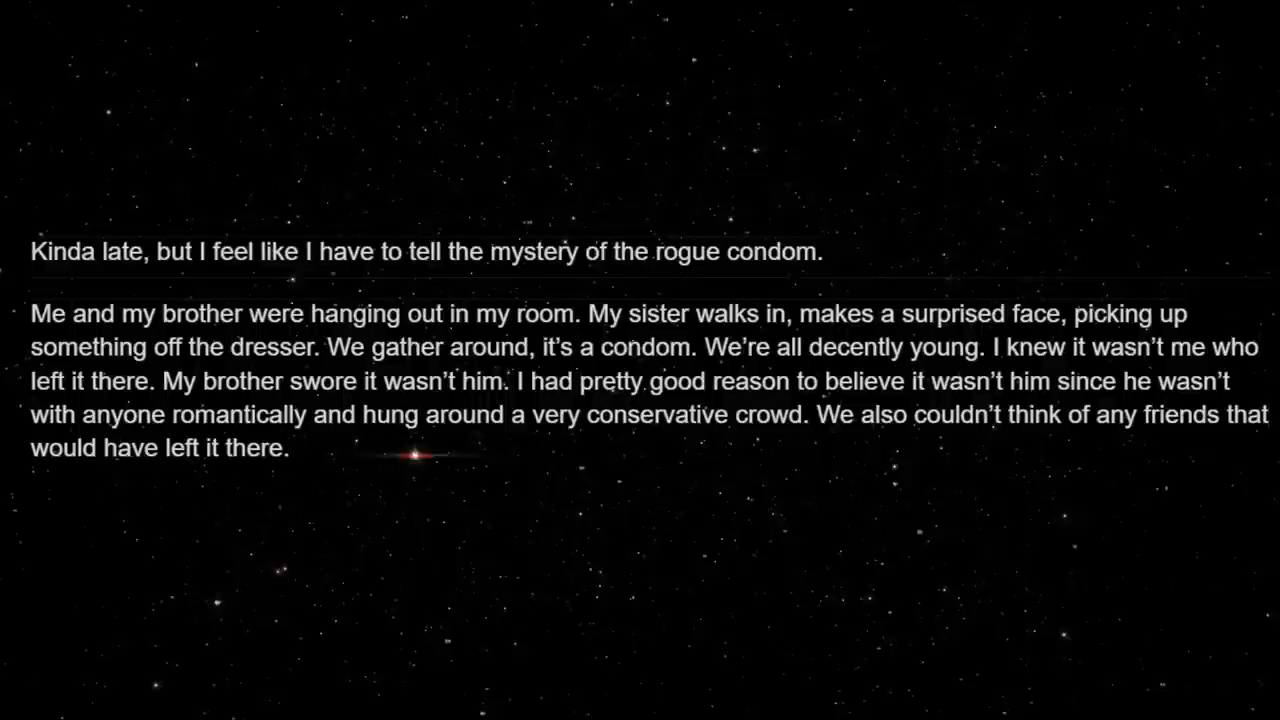 Kinda late, but I feel like I have to tell the mystery of the rogue condom.
Me and my brother were hanging out in my room. My sister walks in, makes a surprised face, picking up
something off the dresser. We gather around, it's a condom. We're all decently young. I knew it wasn't me who
left it there. My brother swore it wasn't him. I had pretty good reason to believe it wasn't him since he wasn't
with anyone romantically and hung around a very conservative crowd. We also couldn't think of any friends that
would have left it there.